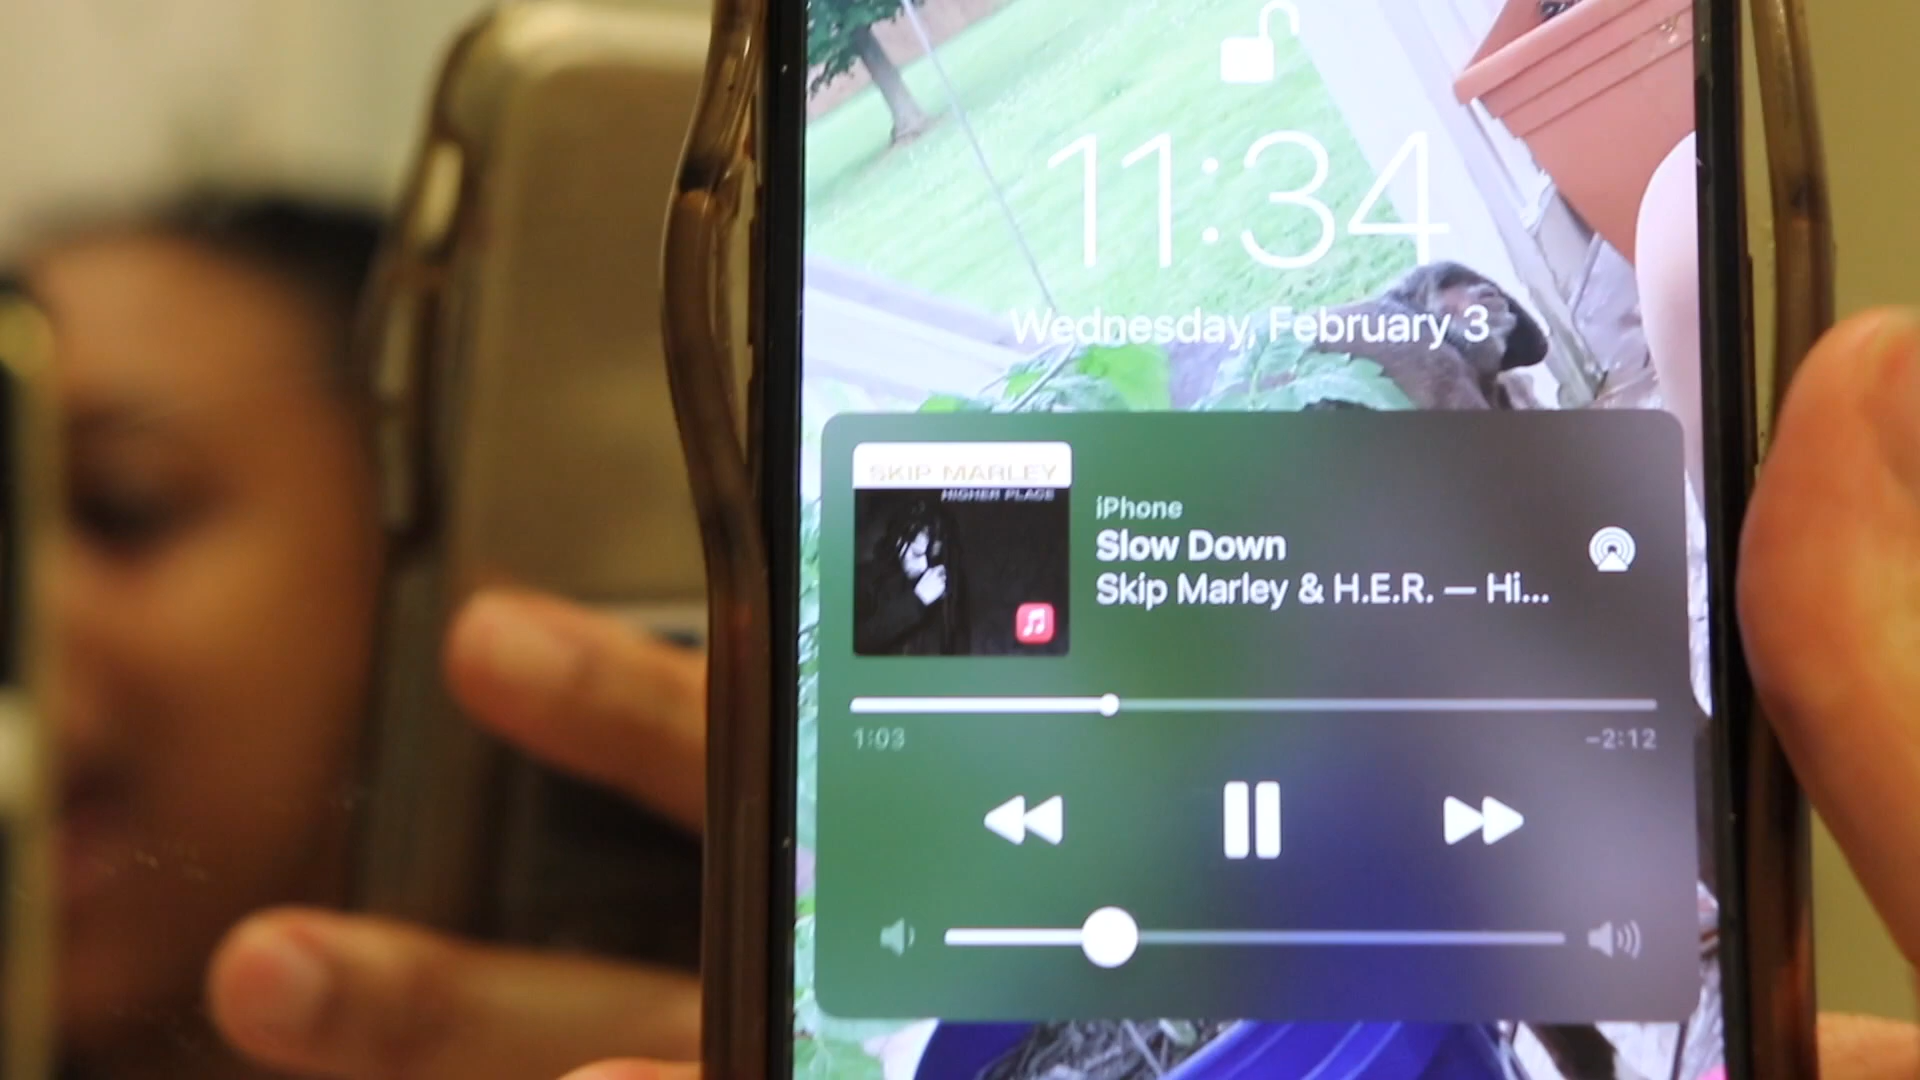 11:34
Wednesday, February 3
SKIP MARLEY
HIGHER PLACE
iPhone
Slow Down
Skip Marley & H.E.R. — Hi...
1:03
-2:12